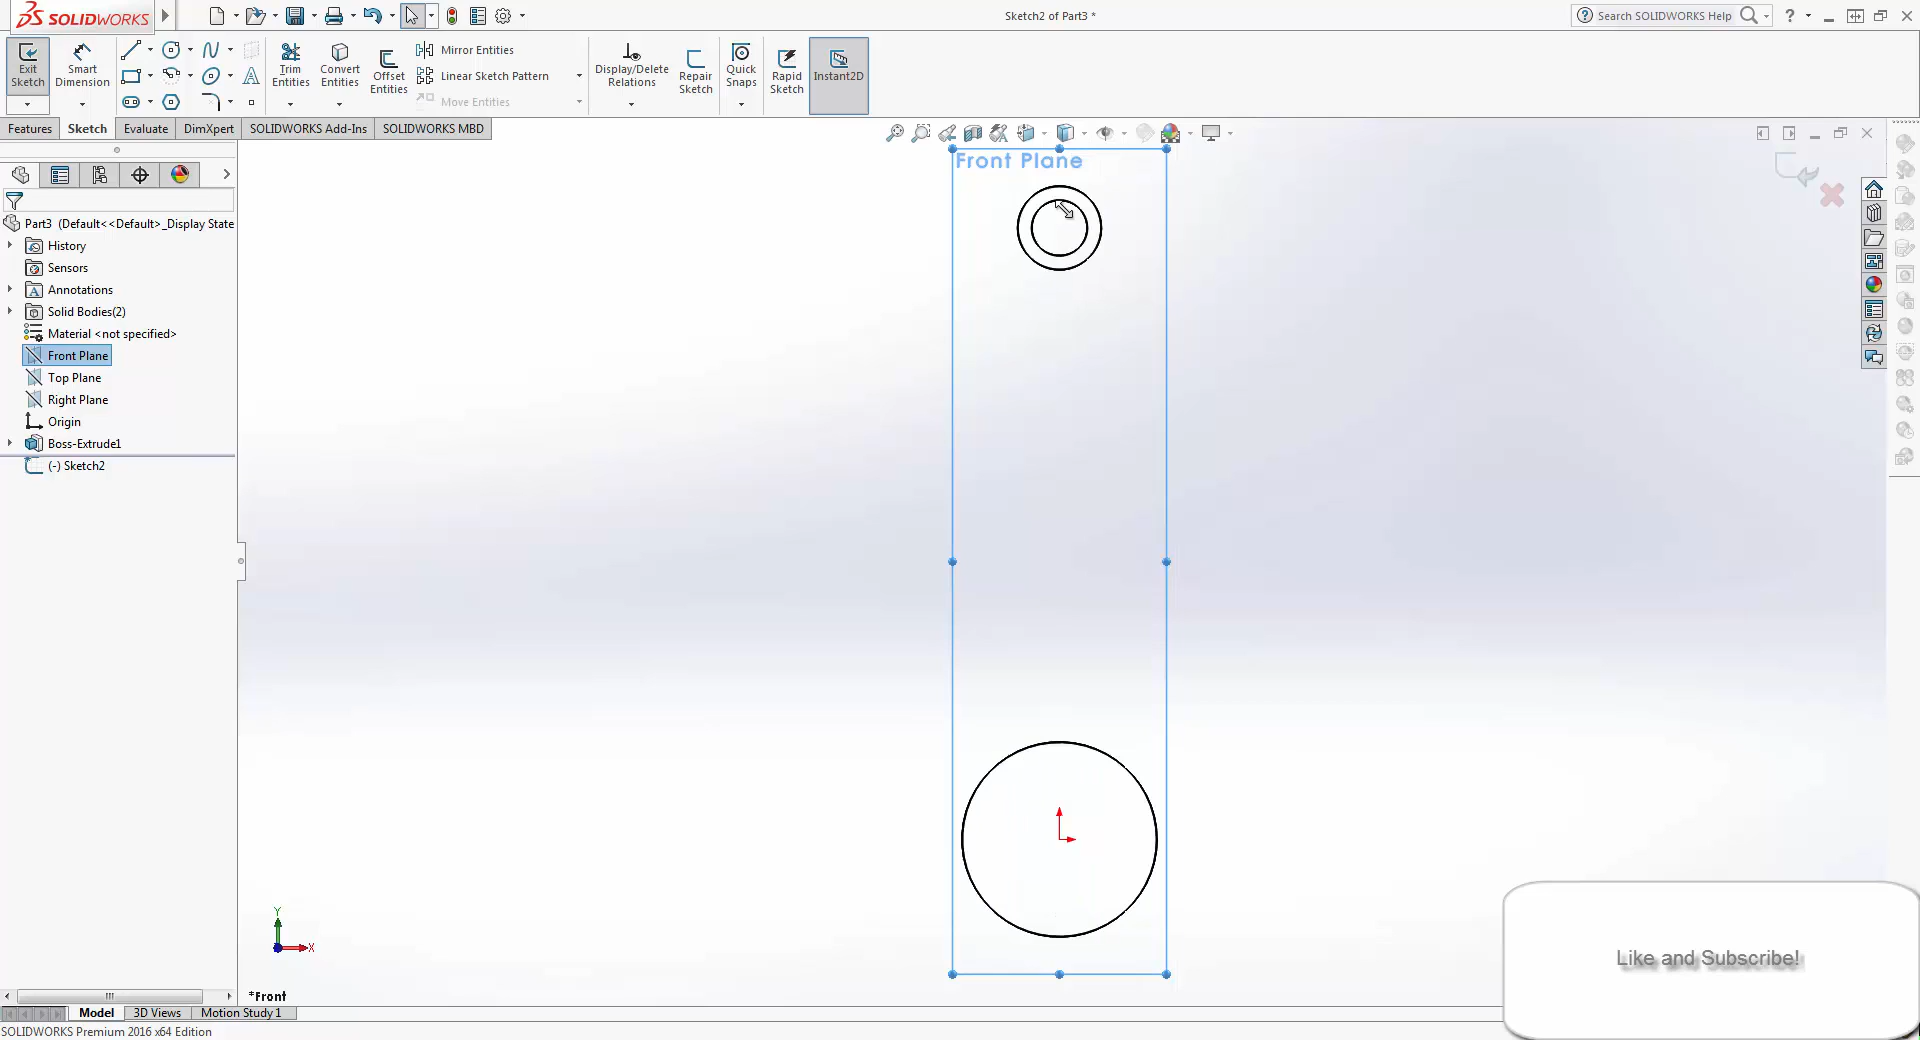 SOLIDWORKS
Sketch2 of Part3 *
Search SOLIDWORKS Help
Exit Sketch
Smart Dimension
Trim Entities
Convert Entities
Offset Entities
Mirror Entities
Linear Sketch Pattern
Move Entities
Display/Delete Relations
Repair Sketch
Quick Snaps
Rapid Sketch
Instant2D
Features
Sketch
Evaluate
DimXpert
SOLIDWORKS Add-Ins
SOLIDWORKS MBD
Part3 (Default<<Default>_Display State
History
Sensors
Annotations
Solid Bodies(2)
Material <not specified>
Front Plane
Top Plane
Right Plane
Origin
Boss-Extrude1
(-) Sketch2
Front Plane
Y
X
*Front
Like and Subscribe!
Model
3D Views
Motion Study 1
SOLIDWORKS Premium 2016 x64 Edition